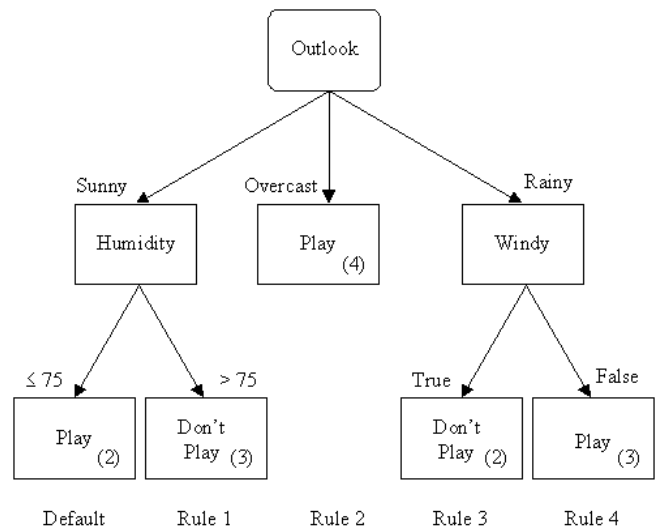 Outlook
Sunny
Overcast
Rainy
Humidity
Play
(4)
Windy
≤ 75
> 75
True
False
Play
(2)
Don't
Play (3)
Don't
Play (2)
Play
(3)
Default
Rule 1
Rule 2
Rule 3
Rule 4